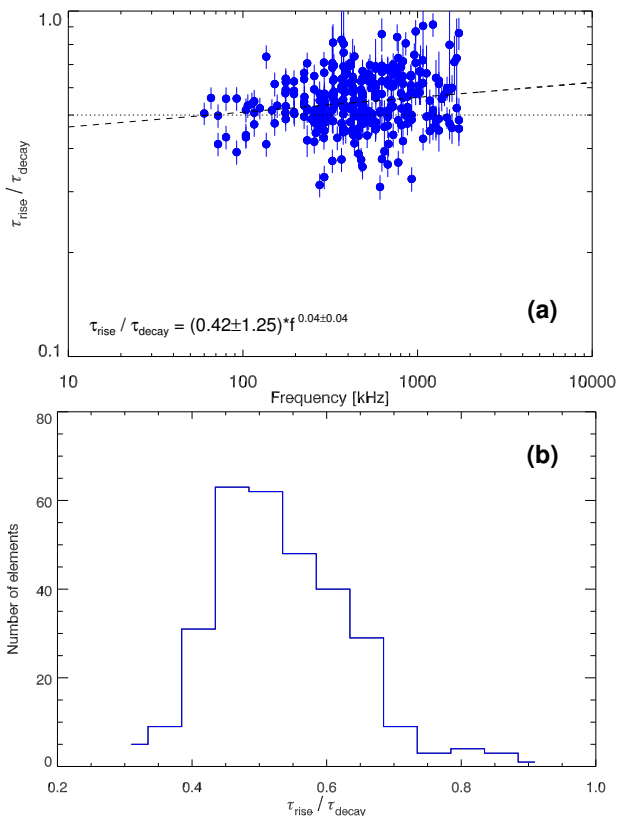 1.0
τrise / τdecay
(a)
τrise / τdecay = (0.42±1.25)*f 0.04±0.04
0.1
10 100 1000 10000
Frequency [kHz]
80
(b)
60
Number of elements
40
20
0
0.2 0.4 0.6 0.8 1.0
τrise / τdecay